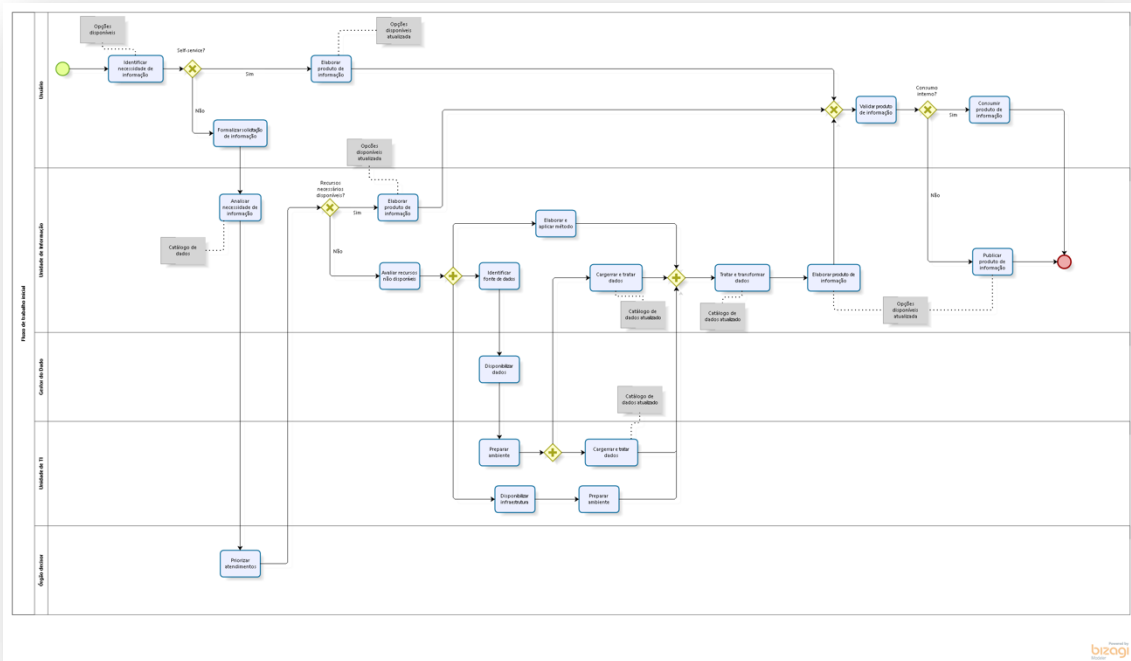 Opções
disponíveis
Opções
disponíveis
atualizada
Identificar
necessidade de
informação
Self-service?
Sim
Elaborar
produto de
informação
Não
Formalizar solicitação
de informação
Validar produto
de informação
Consumo
interno?
Sim
Consumir
produto de
informação
Não
Usuário
Opções
disponíveis
atualizada
Analisar
necessidade de
informação
Catálogo de
dados
Recursos
necessários
disponíveis?
Sim
Elaborar
produto de
informação
Não
Avaliar recursos
não disponíveis
Elaborar e
aplicar método
Identificar
fonte de dados
Carregar e tratar
dados
Catálogo de
dados atualizado
Tratar e transformar
dados
Catálogo de
dados atualizado
Elaborar produto de
informação
Opções
disponíveis
atualizada
Publicar
produto de
informação
Unidade de Informação
Fluxo de trabalho inicial
Disponibilizar
dados
Gestor do Dado
Catálogo de
dados atualizado
Preparar
ambiente
Carregar e tratar
dados
Disponibilizar
Preparar
ambiente
Unidade de TI
Priorizar
atendimentos
Powered by
bizagi
Modeler